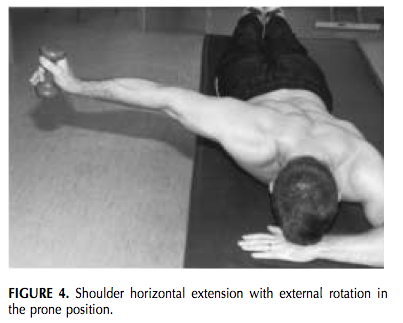 FIGURE 4. Shoulder horizontal extension with external rotation in
the prone position.